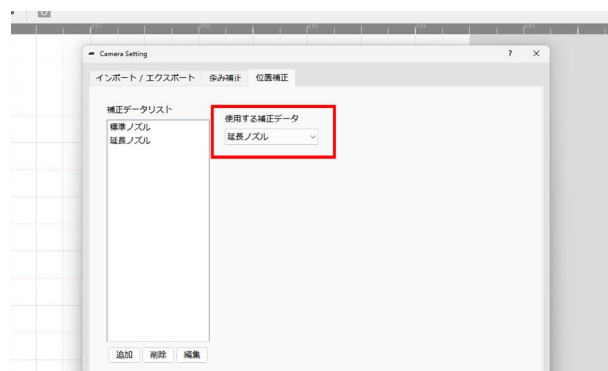 Camera Setting
インポート / エクスポート 歪み補正 位置補正
補正データリスト
標準ノズル
延長ノズル
使用する補正データ
延長ノズル
追加 削除 編集